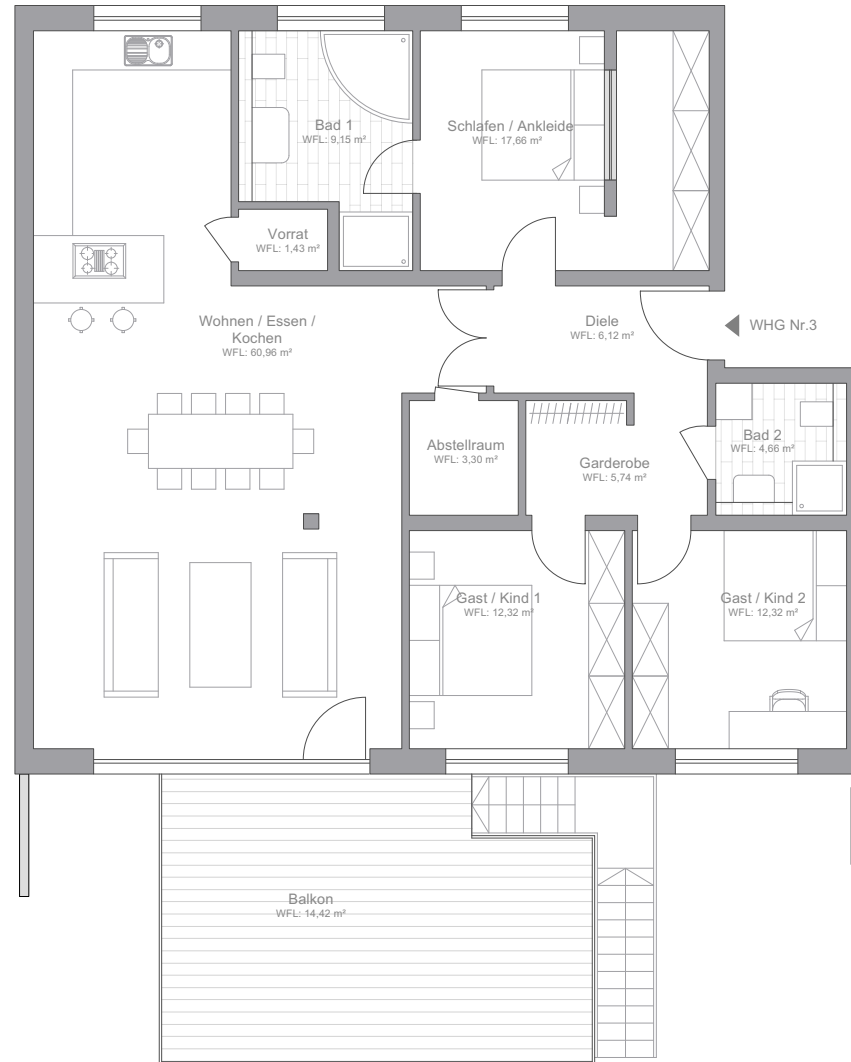 Bad 1
WFL: 9,15 m²
Schlafen / Ankleide
WFL: 17,66 m²
Vorrat
WFL: 1,43 m²
Wohnen / Essen /
Kochen
WFL: 60,96 m²
Diele
WFL: 6,12 m²
WHG Nr.3
Abstellraum
WFL: 3,30 m²
Garderobe
WFL: 5,74 m²
Bad 2
WFL: 4,66 m²
Gast / Kind 1
WFL: 12,32 m²
Gast / Kind 2
WFL: 12,32 m²
Balkon
WFL: 14,42 m²